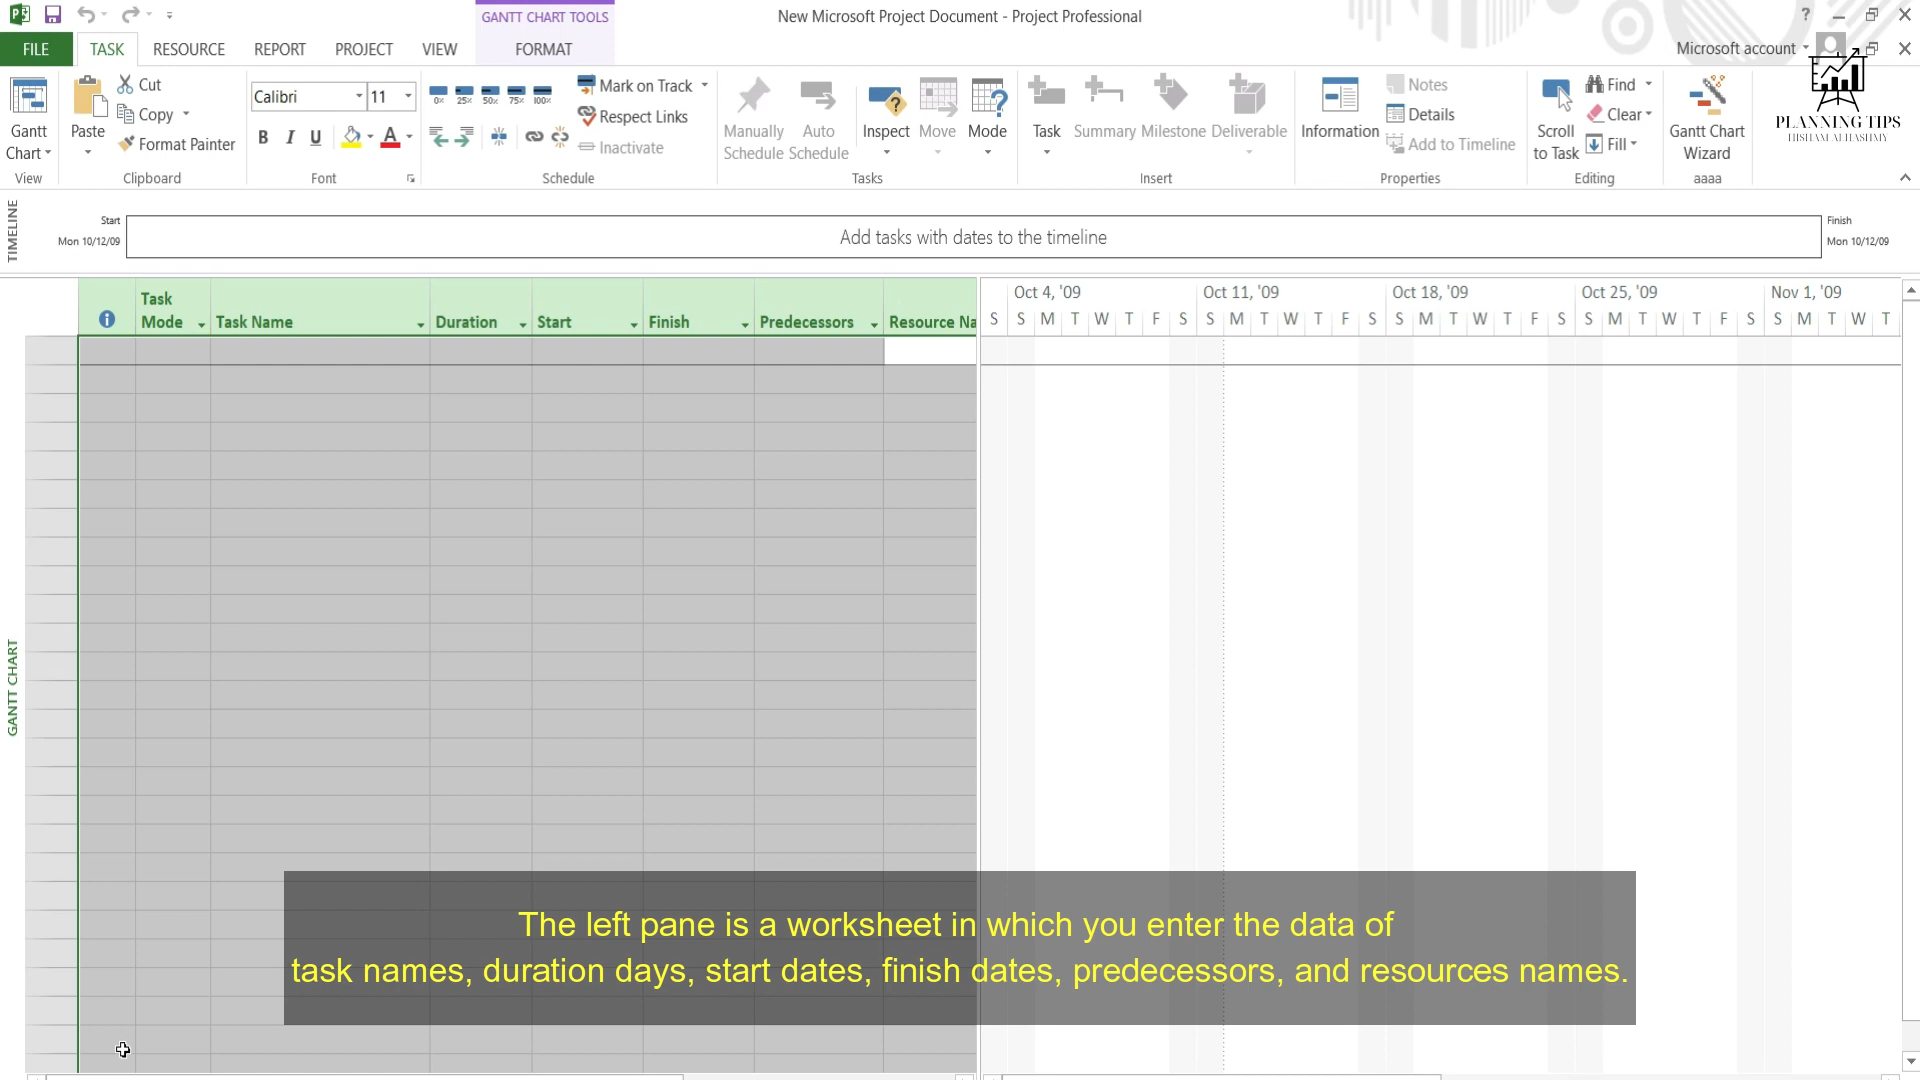 GANTT CHART TOOLS
New Microsoft Project Document - Project Professional
?
FILE
TASK
RESOURCE
REPORT
PROJECT
VIEW
FORMAT
Microsoft account
Gantt
Chart
View
Paste
Cut
Copy
Format Painter
Clipboard
Calibri
11
B I U
A
Font
0% 25% 50% 75% 100%
Mark on Track
Respect Links
Inactivate
Schedule
Manually
Schedule
Auto
Schedule
Inspect
Move
Mode
Tasks
Task
Summary
Milestone
Deliverable
Insert
Information
Notes
Details
Add to Timeline
Properties
Scroll
to Task
Find
Clear
Fill
Editing
Gantt Chart
Wizard
aaaa
PLANNING TIPS
HISHAM ALHASHMY
TIMELINE
Start
Mon 10/12/09
Add tasks with dates to the timeline
Finish
Mon 10/12/09
Task
Mode
Task Name
Duration
Start
Finish
Predecessors
Resource Na
Oct 4, '09
Oct 11, '09
Oct 18, '09
Oct 25, '09
Nov 1, '09
S S M T W T F S S M T W T F S S M T W T F S S M T W T F S S M T W T
GANTT CHART
The left pane is a worksheet in which you enter the data of
task names, duration days, start dates, finish dates, predecessors, and resources names.